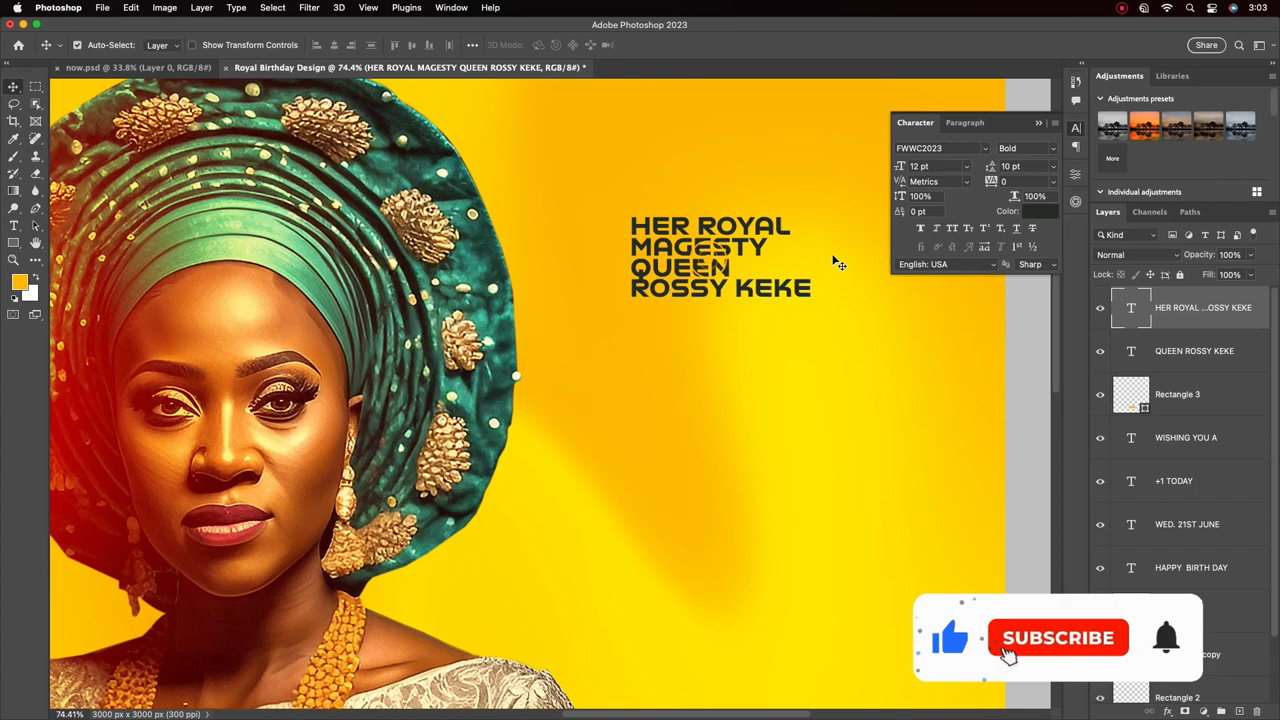 Photoshop File Edit Image Layer Type Select Filter 3D View Plugins Window Help 3:03
Adobe Photoshop 2023
Auto-Select: Layer Show Transform Controls 3D Mode: Share
now.psd @ 33.8% (Layer 0, RGB/8#) Royal Birthday Design @ 74.4% (HER ROYAL MAGESTY QUEEN ROSSY KEKE, RGB/8#) *
HER ROYAL
MAGESTY
QUEEN
ROSSY KEKE
Character Paragraph
FWWC2023 Bold
12 pt 10 pt
Metrics 0
100% 100%
0 pt Color:
English: USA Sharp
Adjustments Libraries
Adjustments presets
More
Individual adjustments
Layers Channels Paths
Kind
Normal Opacity: 100%
Lock: Fill: 100%
HER ROYAL ...OSSY KEKE
QUEEN ROSSY KEKE
Rectangle 3
WISHING YOU A
+1 TODAY
WED. 21ST JUNE
HAPPY BIRTH DAY
copy
Rectangle 2
SUBSCRIBE
74.41% 3000 px x 3000 px (300 ppi)